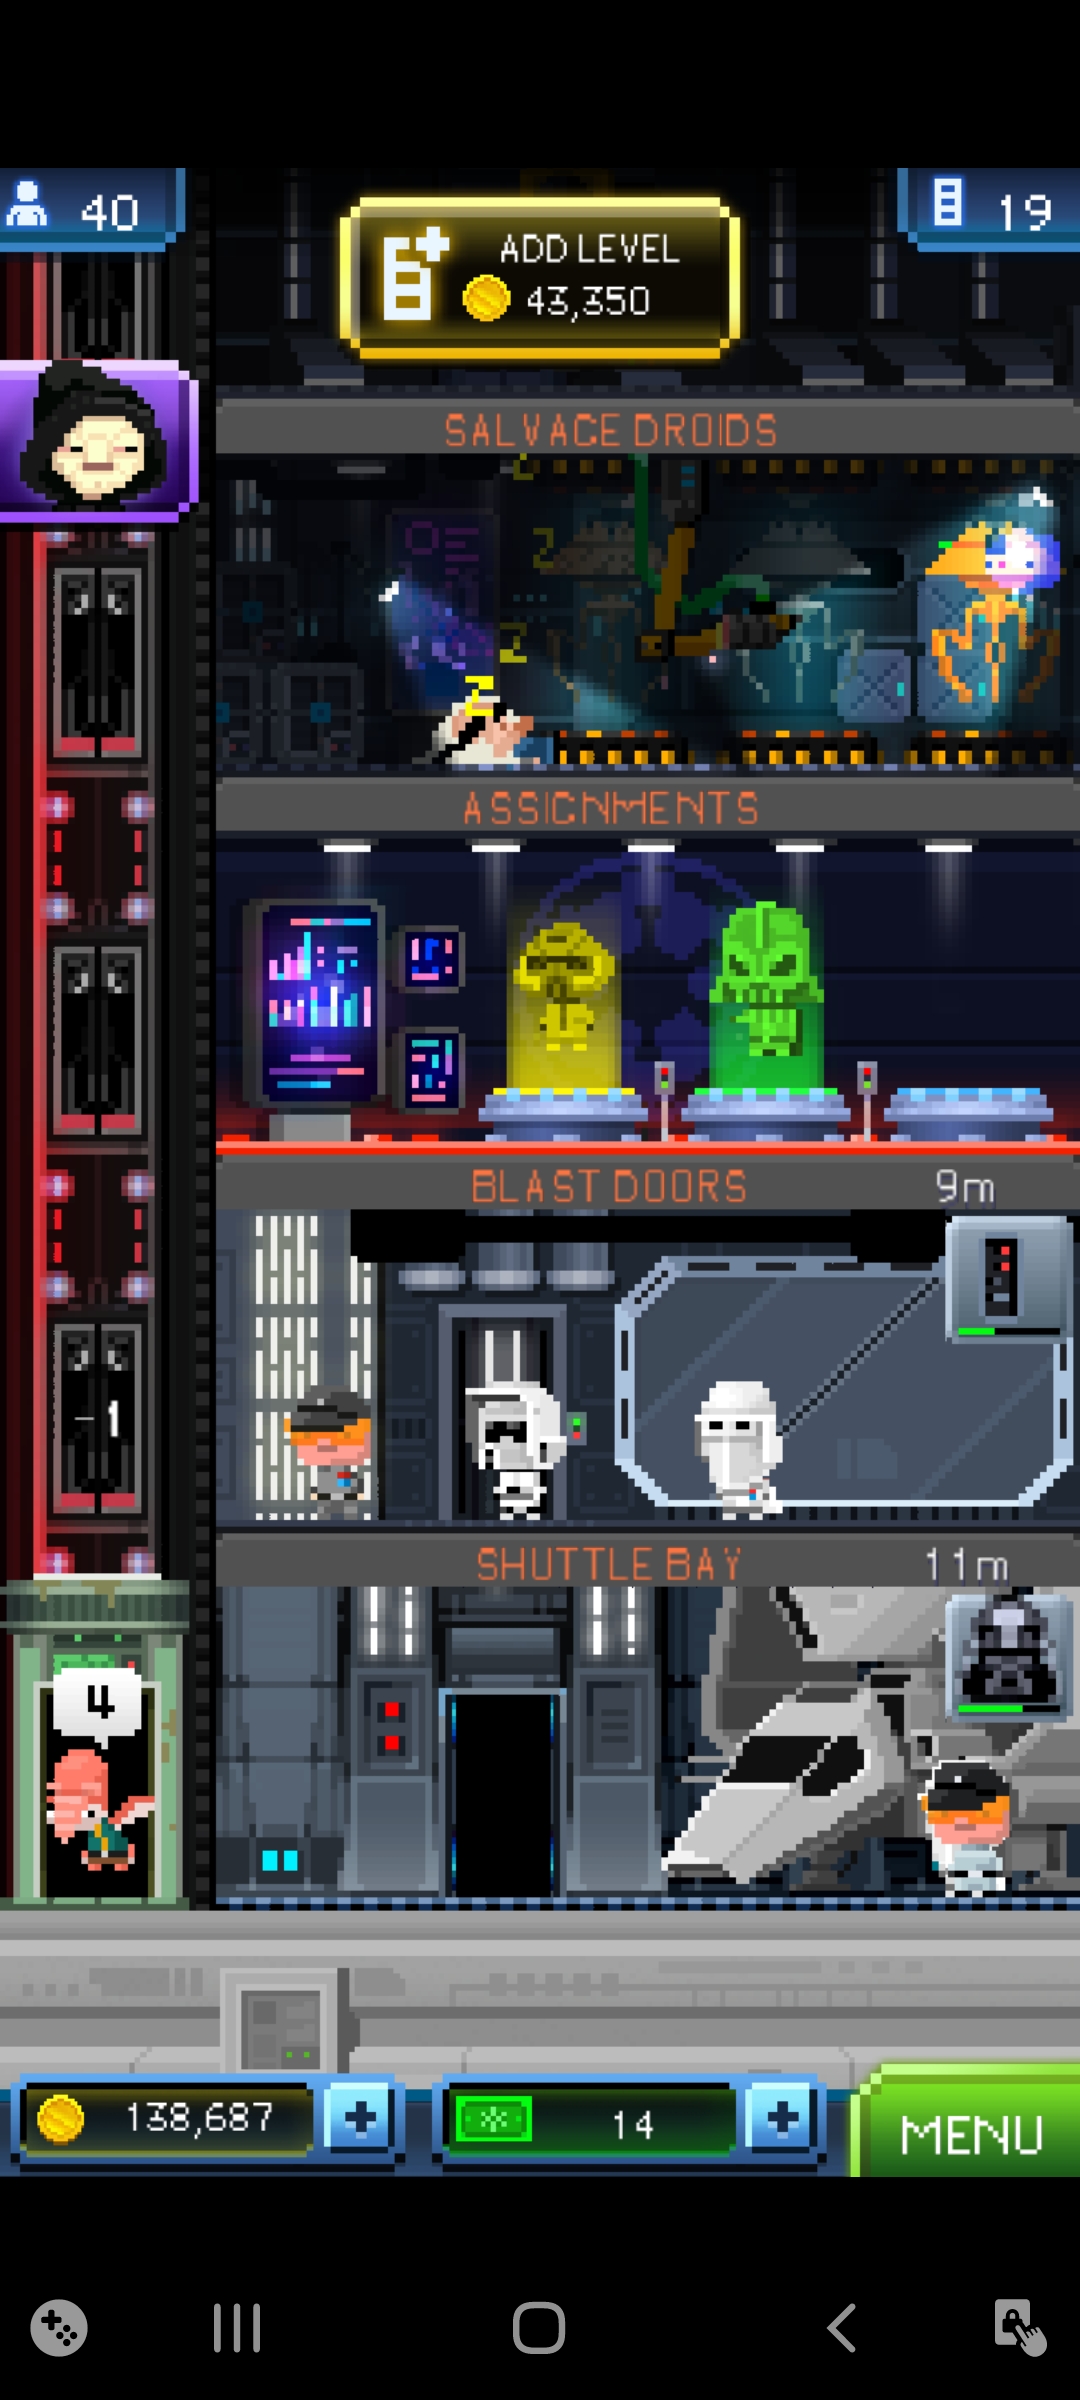 40
ADD LEVEL
43,350
19
SALVAGE DROIDS
Z
Z
Z
Z
ASSIGNMENTS
BLAST DOORS 9m
-1
SHUTTLE BAY 11m
4
138,687
14
MENU